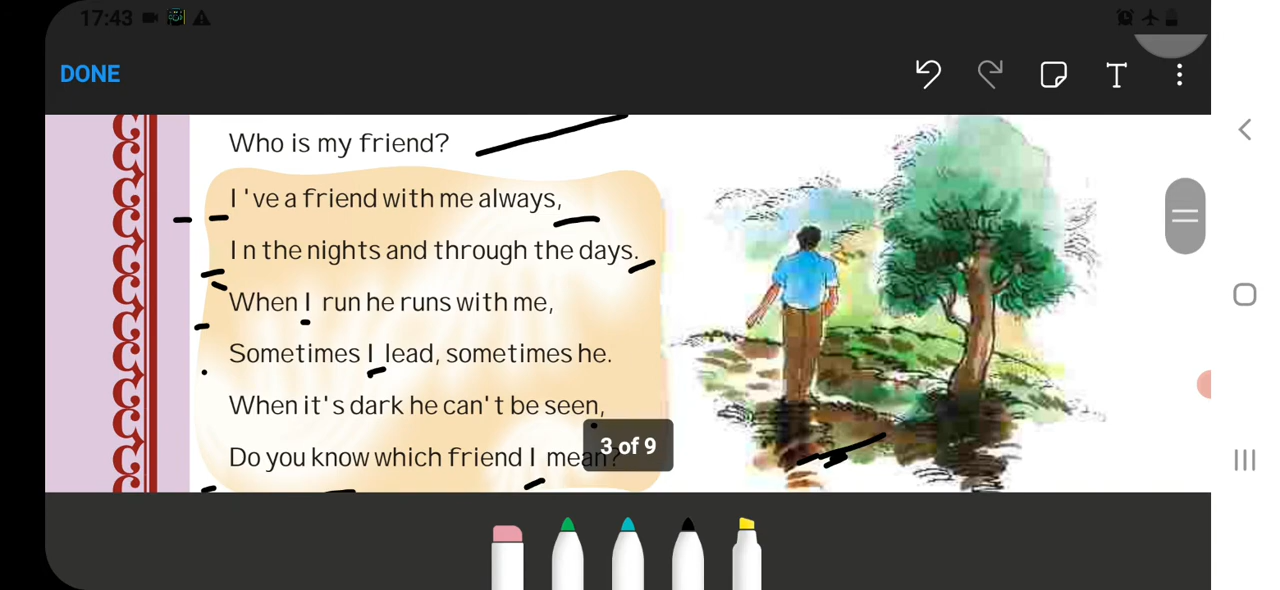 17:43
DONE
T
Who is my friend?
I 've a friend with me always,
I n the nights and through the days.
When I run he runs with me,
Sometimes I lead, sometimes he.
When it's dark he can't be seen,
Do you know which friend I mean?
3 of 9